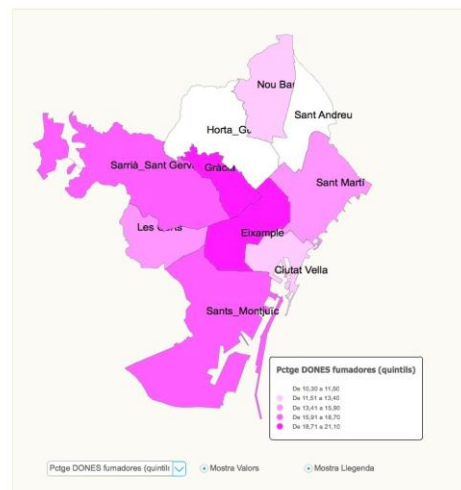 Nou Bar
Sant Andreu
Horta_Gu
Sarrià_Sant Gerv
Gràcia
Sant Martí
Les Corts
Eixample
Ciutat Vella
Sants_Montjuïc
Pctge DONES fumadores (quintils)
De 10,30 a 11,50
De 11,51 a 13,40
De 13,41 a 15,90
De 15,91 a 18,70
De 18,71 a 21,10
Pctge DONES fumadores (quintil
Mostra Valors
Mostra Llegenda